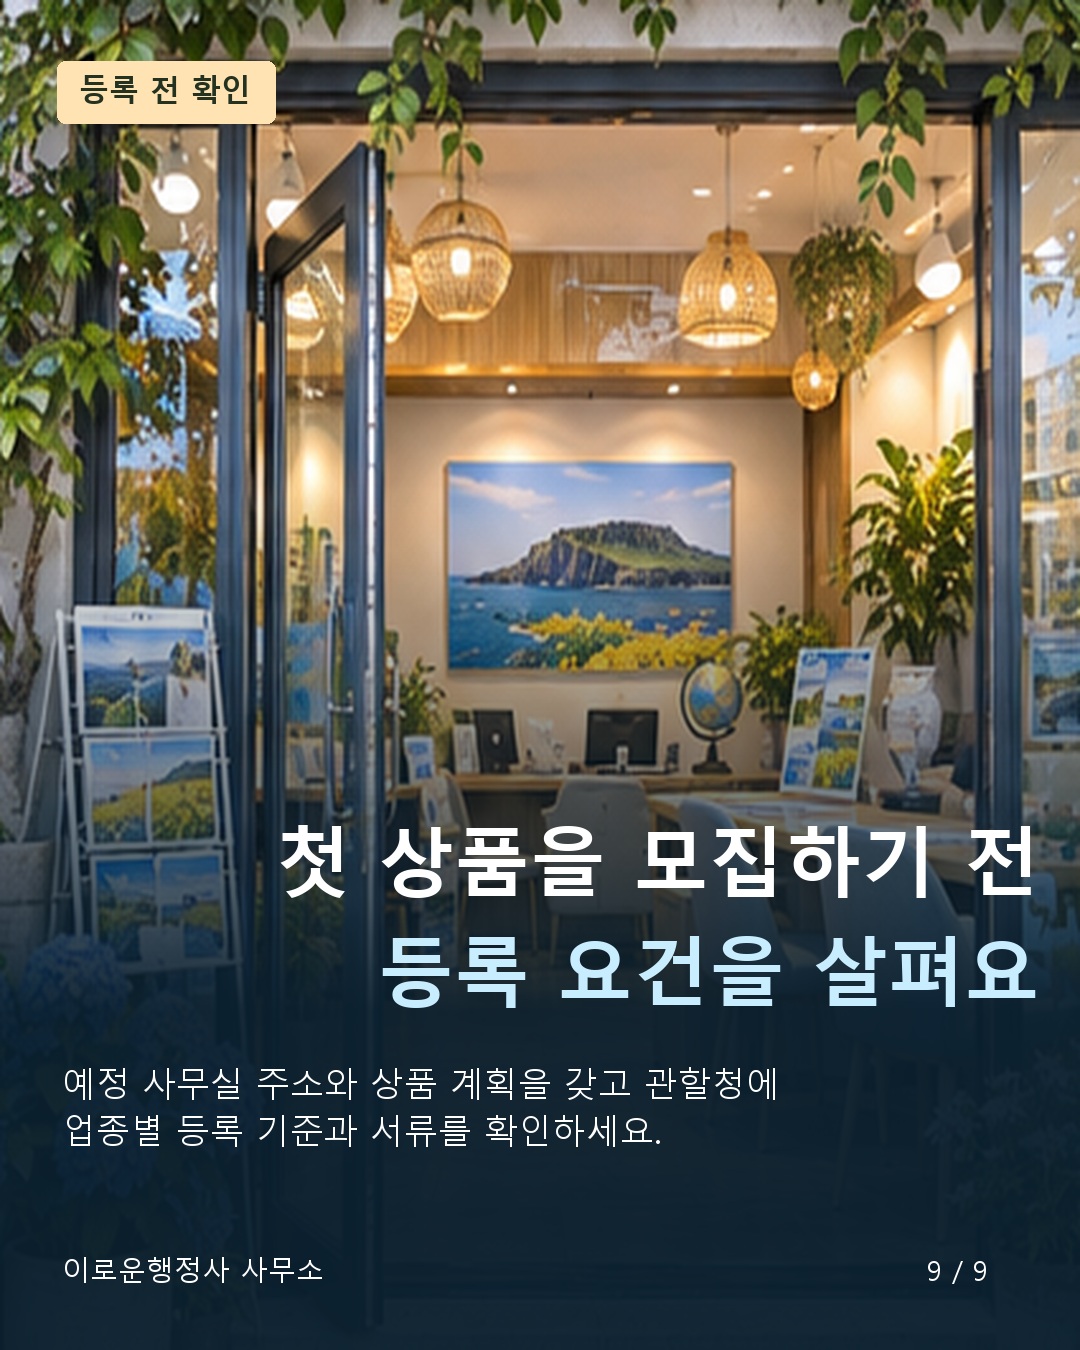 등록 전 확인
첫 상품을 모집하기 전
등록 요건을 살펴요
예정 사무실 주소와 상품 계획을 갖고 관할청에
업종별 등록 기준과 서류를 확인하세요.
이로운행정사 사무소
9 / 9